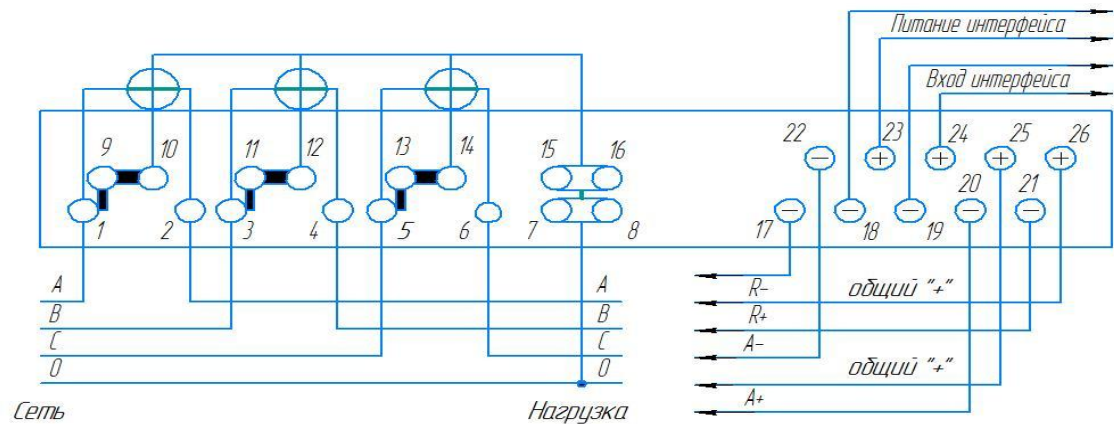 Питание интерфейса
Вход интерфейса
9 10 11 12 13 14 15 16 22 23 24 25 26
− + + + +
20 21
− − − − −
1 2 3 4 5 6 7 8 17 18 19
A A
R− общий "+"
B B
R+
C C
A−
0 0
общий "+"
A+
Сеть Нагрузка